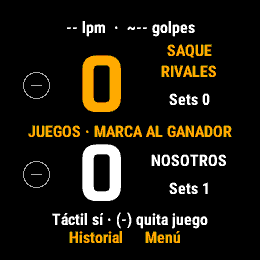 -- lpm · ~-- golpes
SAQUE
RIVALES
0
Sets 0
JUEGOS · MARCA AL GANADOR
0
NOSOTROS
Sets 1
Táctil sí · (-) quita juego
Historial Menú